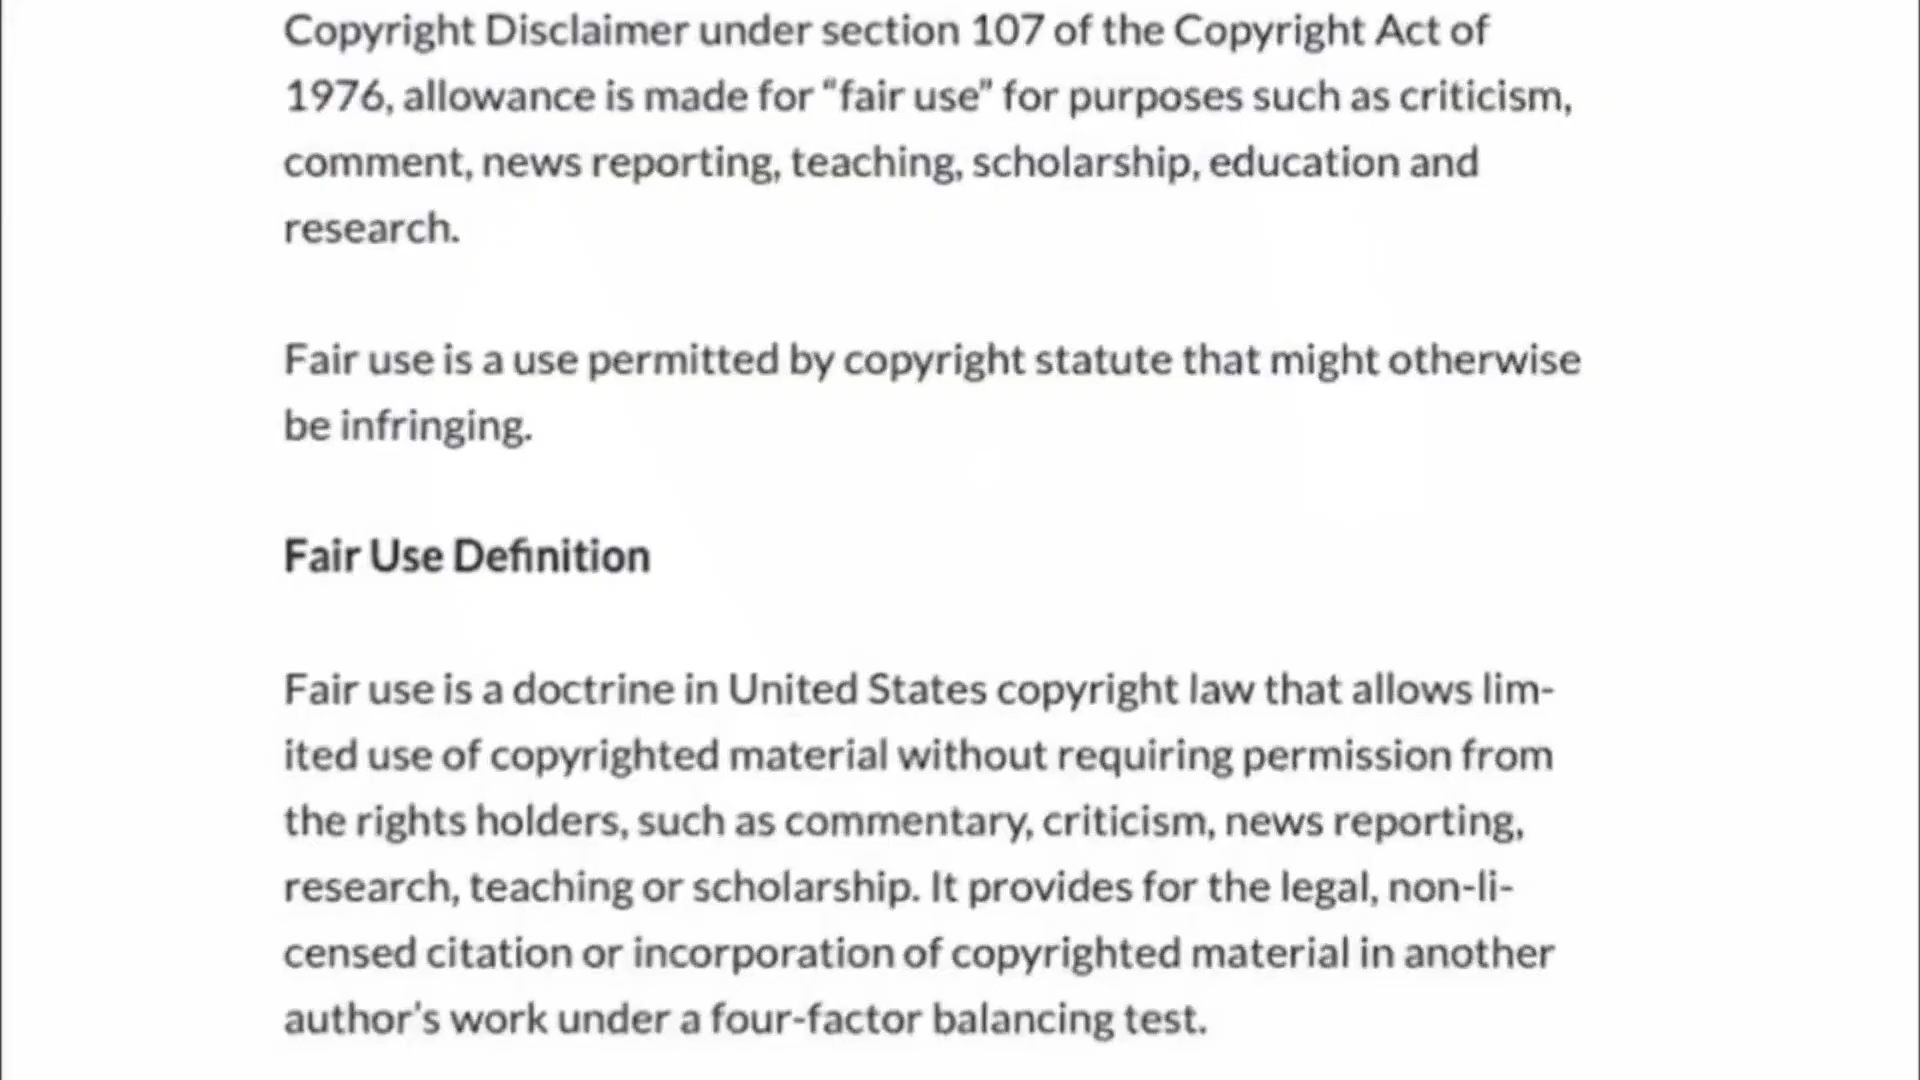 Copyright Disclaimer under section 107 of the Copyright Act of
1976, allowance is made for “fair use” for purposes such as criticism,
comment, news reporting, teaching, scholarship, education and
research.
Fair use is a use permitted by copyright statute that might otherwise
be infringing.
Fair Use Definition
Fair use is a doctrine in United States copyright law that allows lim-
ited use of copyrighted material without requiring permission from
the rights holders, such as commentary, criticism, news reporting,
research, teaching or scholarship. It provides for the legal, non-li-
censed citation or incorporation of copyrighted material in another
author’s work under a four-factor balancing test.